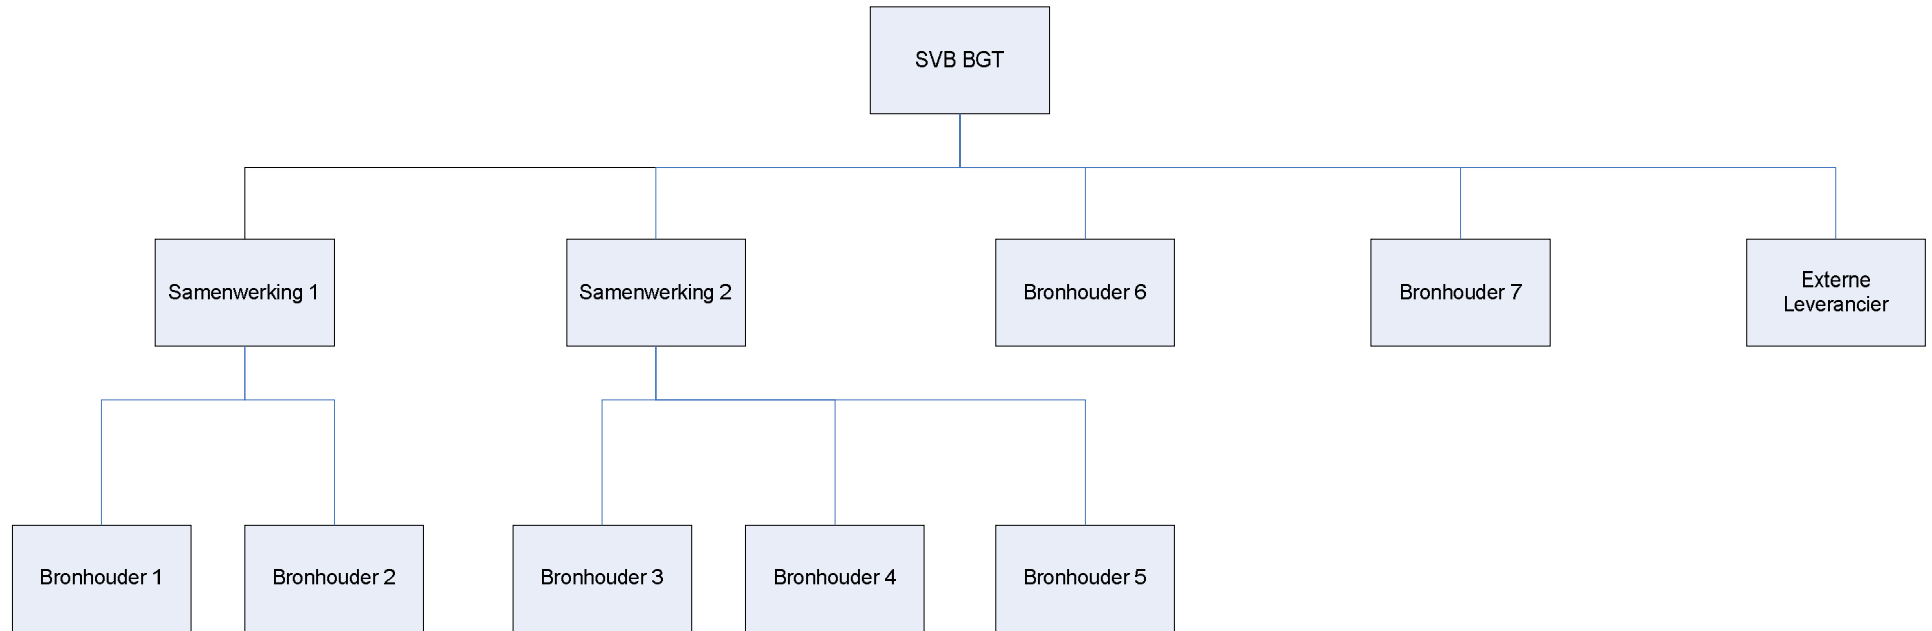 SVB BGT
Samenwerking 1
Samenwerking 2
Bronhouder 6
Bronhouder 7
Externe
Leverancier
Bronhouder 1
Bronhouder 2
Bronhouder 3
Bronhouder 4
Bronhouder 5